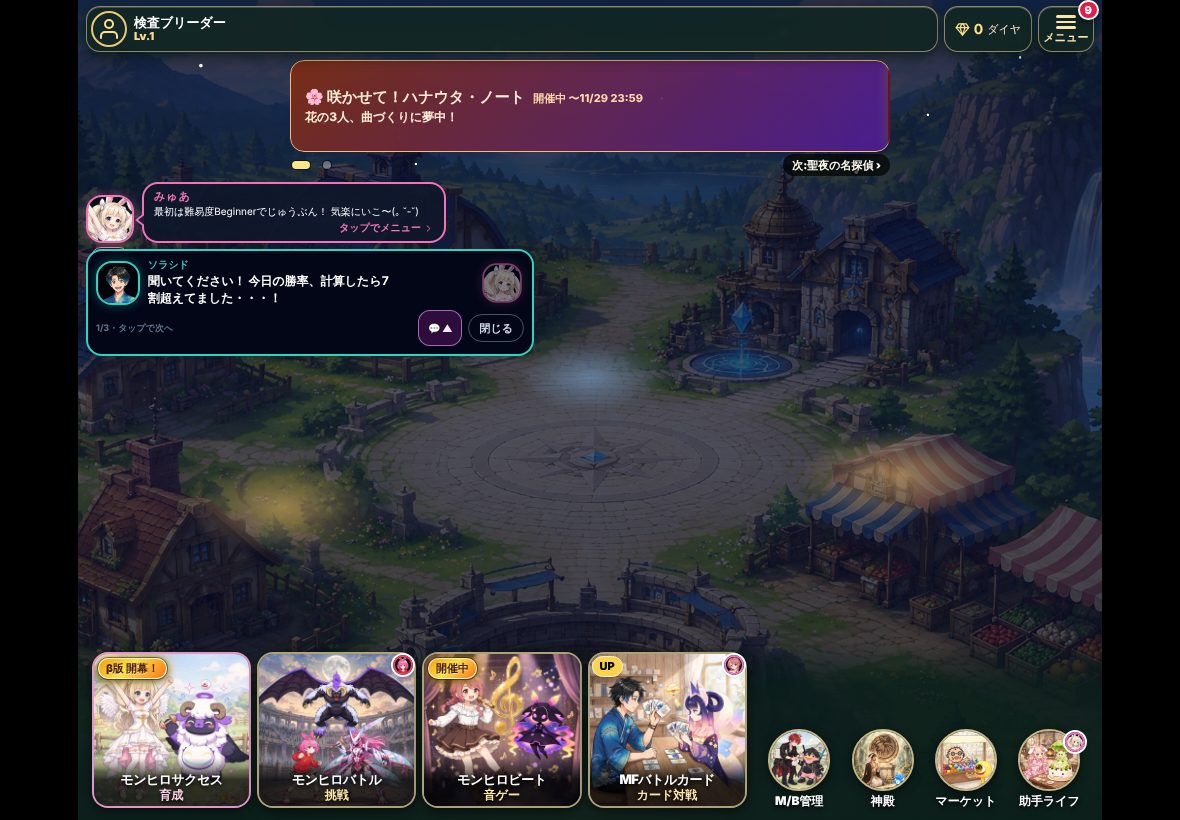 検査ブリーダー
Lv.1
0 ダイヤ
9
メニュー
🌸 咲かせて！ハナウタ・ノート 開催中 〜11/29 23:59
花の3人、曲づくりに夢中！
次:聖夜の名探偵 ›
みゅあ
最初は難易度Beginnerでじゅうぶん！ 気楽にいこ〜(｡ ˘-˘)
タップでメニュー ›
ソラシド
聞いてください！ 今日の勝率、計算したら7
割超えてました・・・！
1/3・タップで次へ
💬▲
閉じる
β版 開幕！
モンヒロサクセス
育成
モンヒロバトル
挑戦
開催中
モンヒロビート
音ゲー
UP
MFバトルカード
カード対戦
M/B管理
神殿
マーケット
助手ライフ